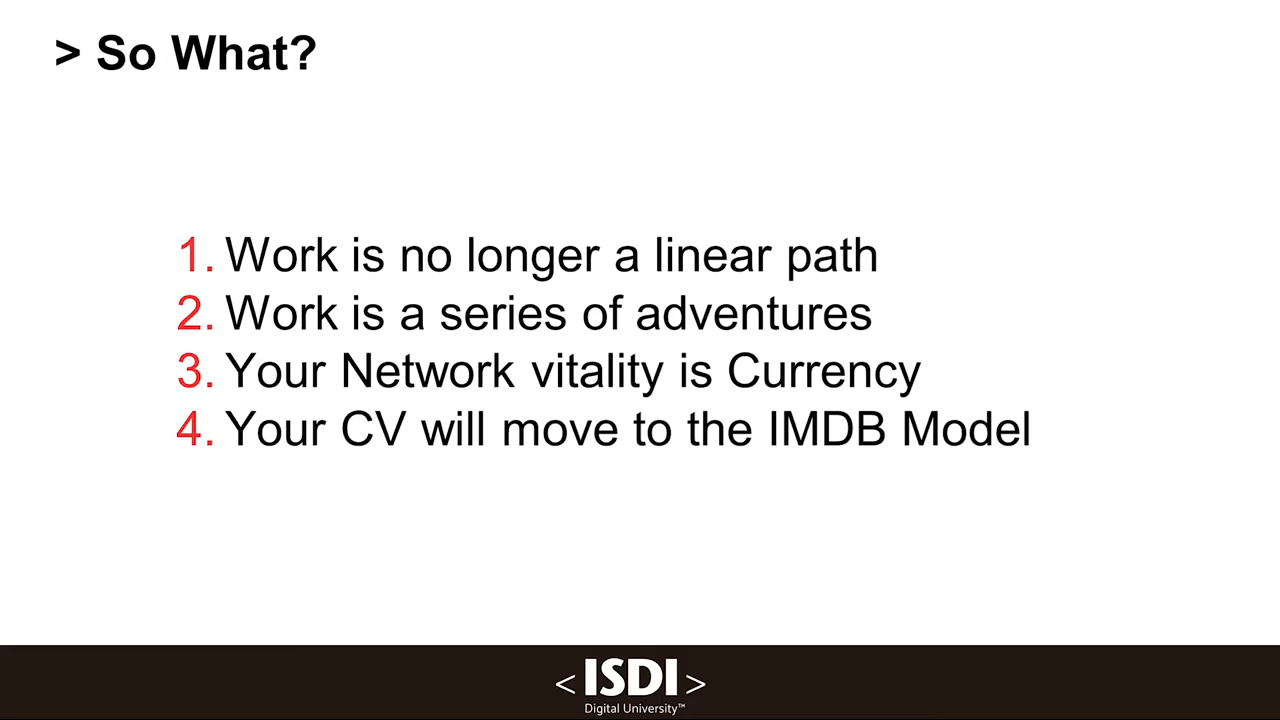 > So What?
1. Work is no longer a linear path
2. Work is a series of adventures
3. Your Network vitality is Currency
4. Your CV will move to the IMDB Model
<ISDI>
Digital University™